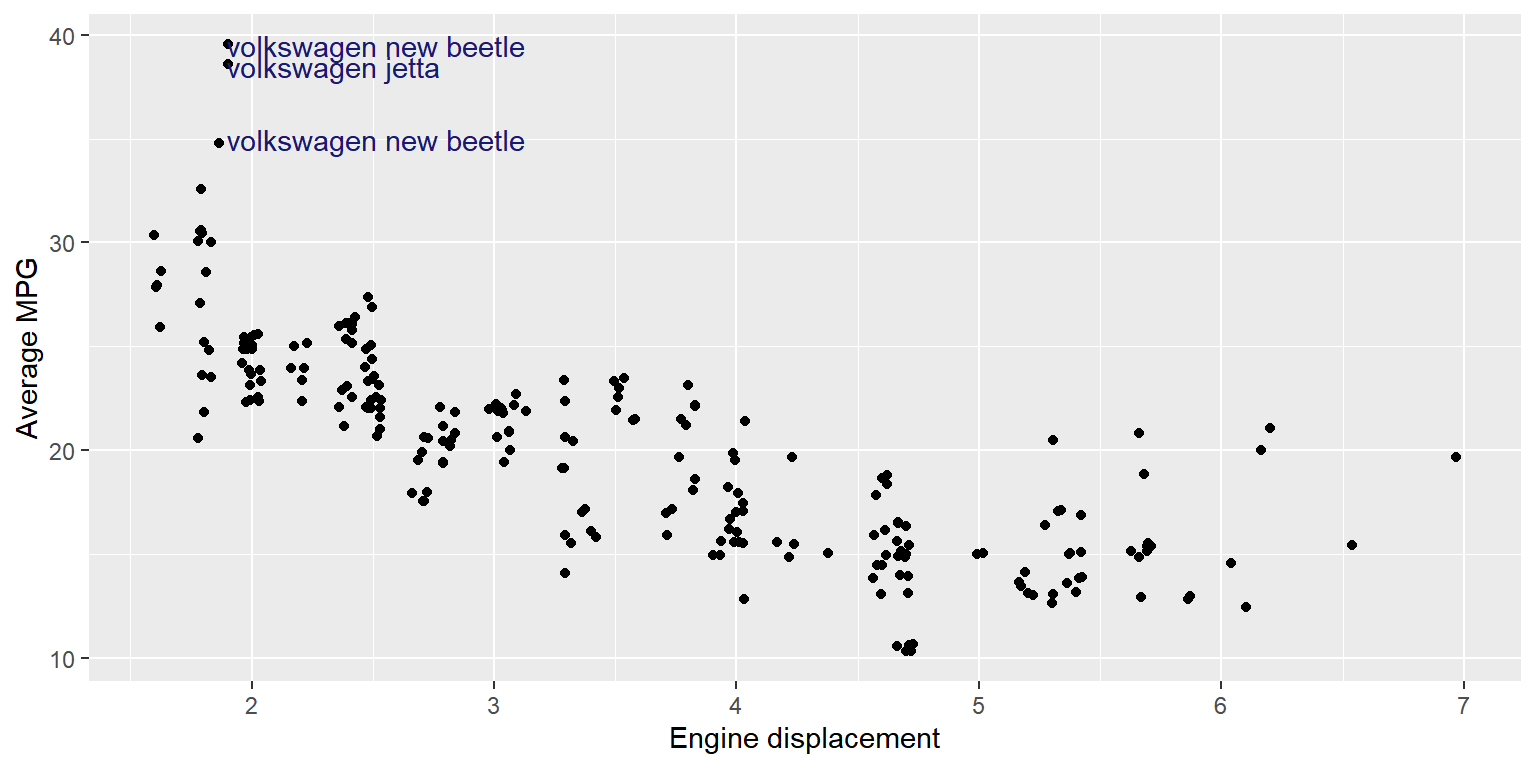 40
30
20
10
Average MPG
volkswagen new beetle
volkswagen jetta
volkswagen new beetle
2 3 4 5 6 7
Engine displacement